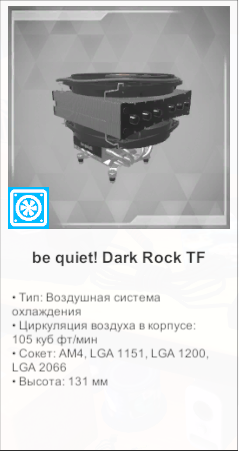 be quiet! Dark Rock TF
• Тип: Воздушная система
охлаждения
• Циркуляция воздуха в корпусе:
105 куб фт/мин
• Сокет: AM4, LGA 1151, LGA 1200,
LGA 2066
• Высота: 131 мм